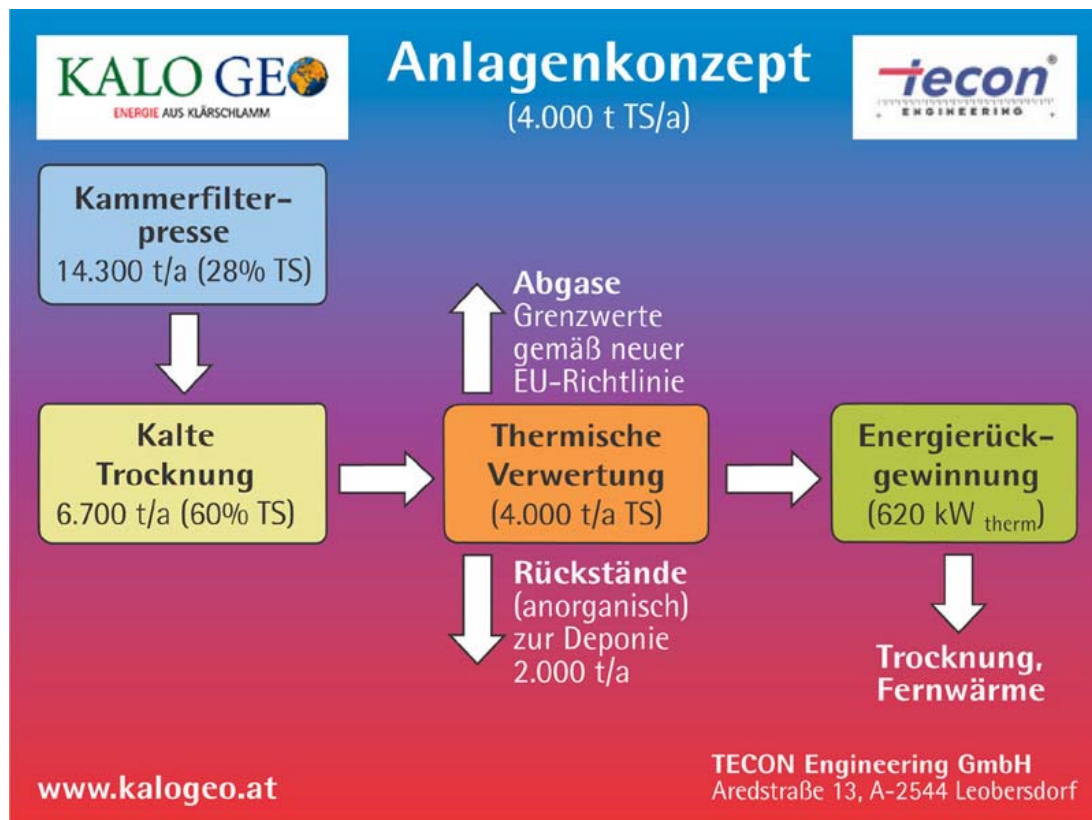 KALO GEO
ENERGIE AUS KLÄRSCHLAMM
Anlagenkonzept
(4.000 t TS/a)
tecon®
ENGINEERING
Kammerfilter-
presse
14.300 t/a (28% TS)
Abgase
Grenzwerte
gemäß neuer
EU-Richtlinie
Kalte
Trocknung
6.700 t/a (60% TS)
Thermische
Verwertung
(4.000 t/a TS)
Energierück-
gewinnung
(620 kW therm)
Rückstände
(anorganisch)
zur Deponie
2.000 t/a
Trocknung,
Fernwärme
www.kalogeo.at
TECON Engineering GmbH
Aredstraße 13, A-2544 Leobersdorf